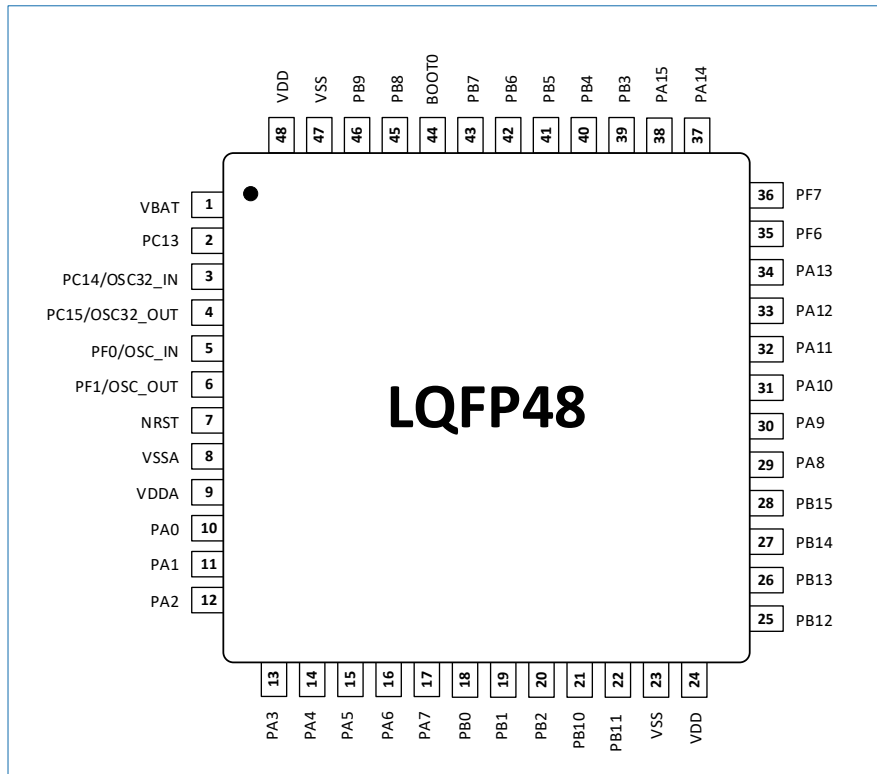 VDD
VSS
PB9
PB8
BOOT0
PB7
PB6
PB5
PB4
PB3
PA15
PA14
48
47
46
45
44
43
42
41
40
39
38
37
VBAT 1
PC13 2
PC14/OSC32_IN 3
PC15/OSC32_OUT 4
PF0/OSC_IN 5
PF1/OSC_OUT 6
NRST 7
VSSA 8
VDDA 9
PA0 10
PA1 11
PA2 12
LQFP48
36 PF7
35 PF6
34 PA13
33 PA12
32 PA11
31 PA10
30 PA9
29 PA8
28 PB15
27 PB14
26 PB13
25 PB12
13
14
15
16
17
18
19
20
21
22
23
24
PA3
PA4
PA5
PA6
PA7
PB0
PB1
PB2
PB10
PB11
VSS
VDD